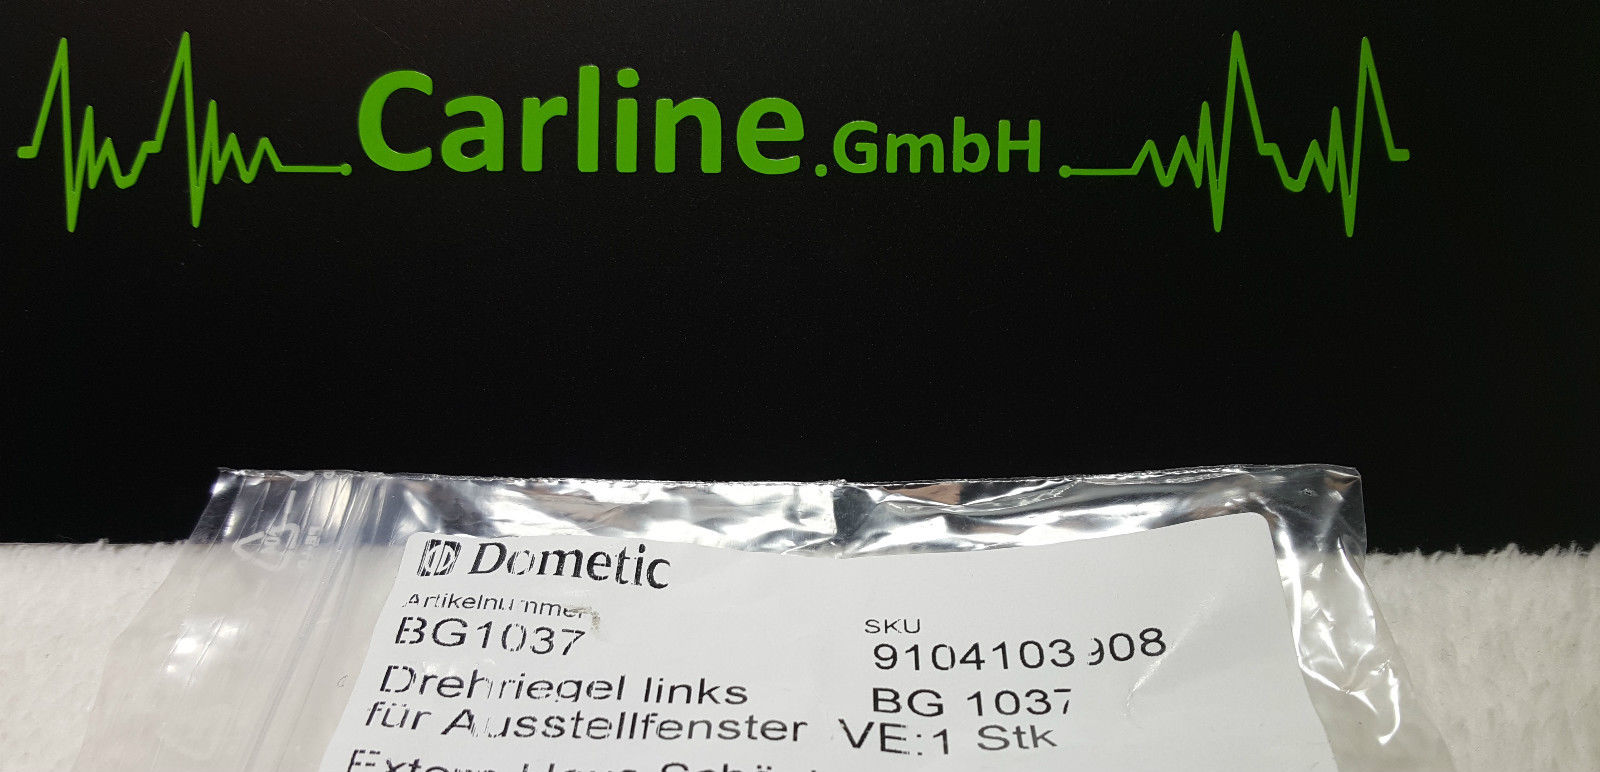 Carline.GmbH
Dometic
Artikelnummer
BG1037
SKU
9104103908
Drehriegel links
BG 1037
für Ausstellfenster
VE:1 Stk